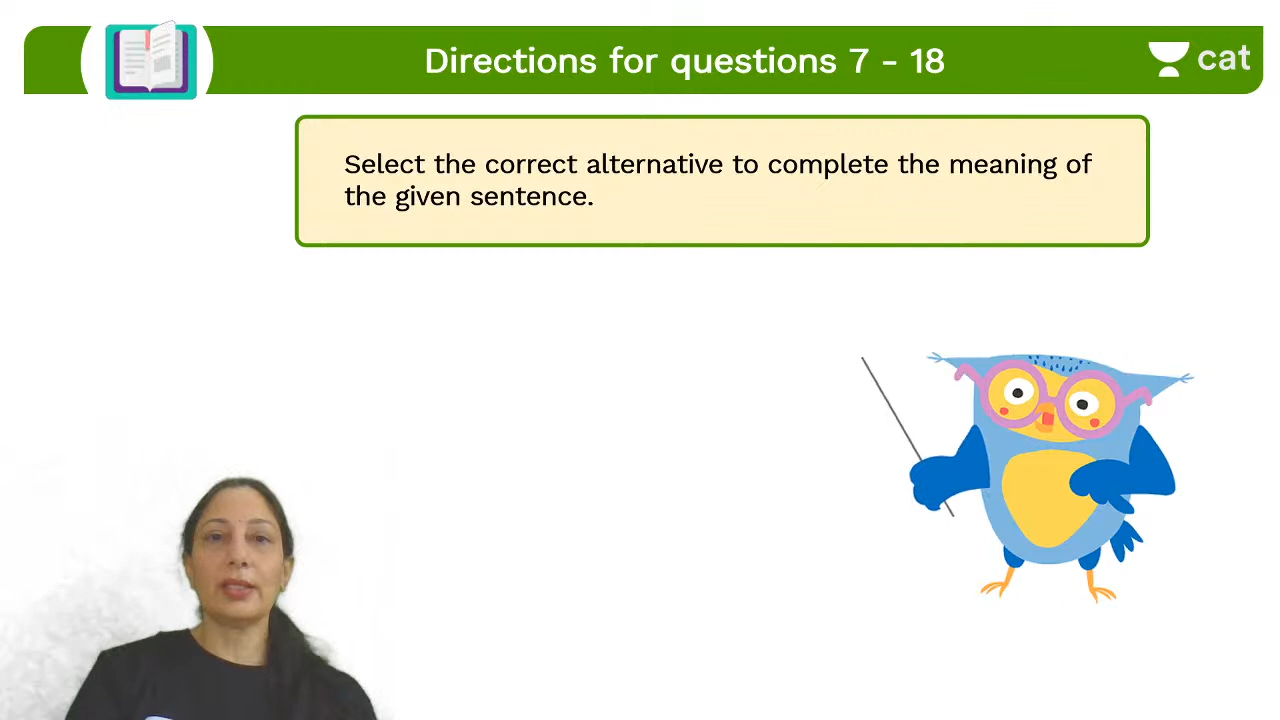 Directions for questions 7 - 18
cat
Select the correct alternative to complete the meaning of
the given sentence.